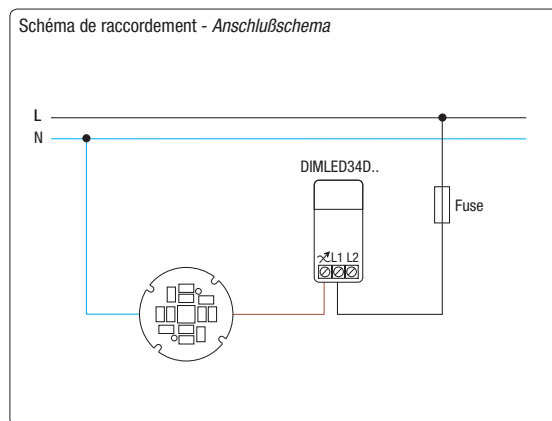 Schéma de raccordement - Anschlußschema
L
N
DIMLED34D..
Fuse
L1 L2